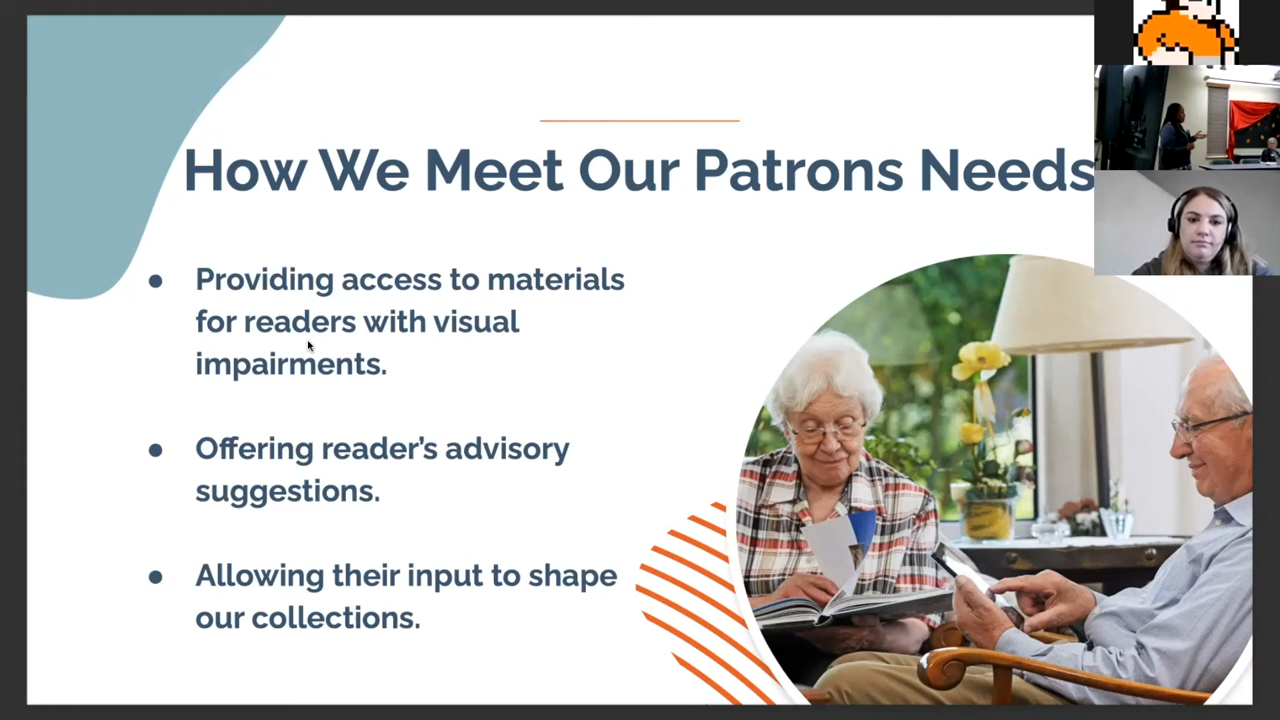 How We Meet Our Patrons Needs
● Providing access to materials
for readers with visual
impairments.
● Offering reader’s advisory
suggestions.
● Allowing their input to shape
our collections.